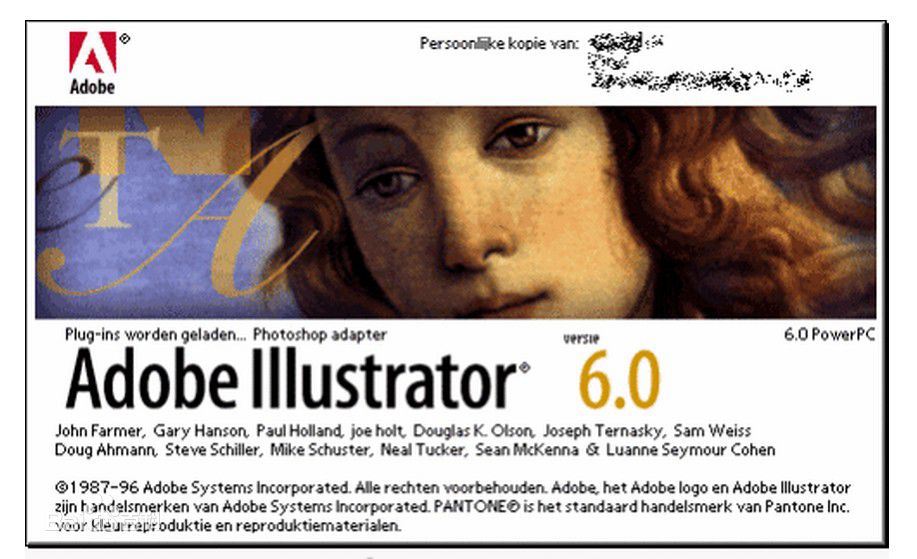 Adobe
Persoonlijke kopie van:
Plug-ins worden geladen... Photoshop adapter
versie
6.0 PowerPC
Adobe Illustrator® 6.0
John Farmer, Gary Hanson, Paul Holland, joe holt, Douglas K. Olson, Joseph Ternasky, Sam Weiss
Doug Ahmann, Steve Schiller, Mike Schuster, Neal Tucker, Sean McKenna & Luanne Seymour Cohen
©1987-96 Adobe Systems Incorporated. Alle rechten voorbehouden. Adobe, het Adobe logo en Adobe Illustrator
zijn handelsmerken van Adobe Systems Incorporated. PANTONE® is het standaard handelsmerk van Pantone Inc.
voor kleurreproduktie en reproduktiematerialen.